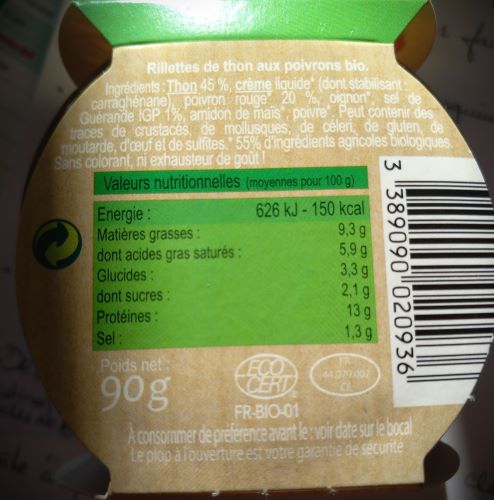 Rillettes de thon aux poivrons bio.
Ingrédients : Thon 45 %, crème liquide* (dont stabilisant :
carraghénane), poivron rouge* 20 %, oignon*, sel de
Guérande IGP 1%, amidon de maïs*, poivre*. Peut contenir des
traces de crustacés, de mollusques, de céleri, de gluten, de
moutarde, d'œuf et de sulfites.* 55% d'ingrédients agricoles biologiques.
Sans colorant, ni exhausteur de goût !
Valeurs nutritionnelles (moyennes pour 100 g)
Energie : 626 kJ - 150 kcal
Matières grasses : 9,3 g
dont acides gras saturés : 5,9 g
Glucides : 3,3 g
dont sucres : 2,1 g
Protéines : 13 g
Sel : 1,3 g
Poids net :
90g
ECO
CERT
FR-BIO-01
FR
44.079.002
CE
À consommer de préférence avant le : voir date sur le bocal
Le plop à l'ouverture est votre garantie de sécurité
3 389090 020936